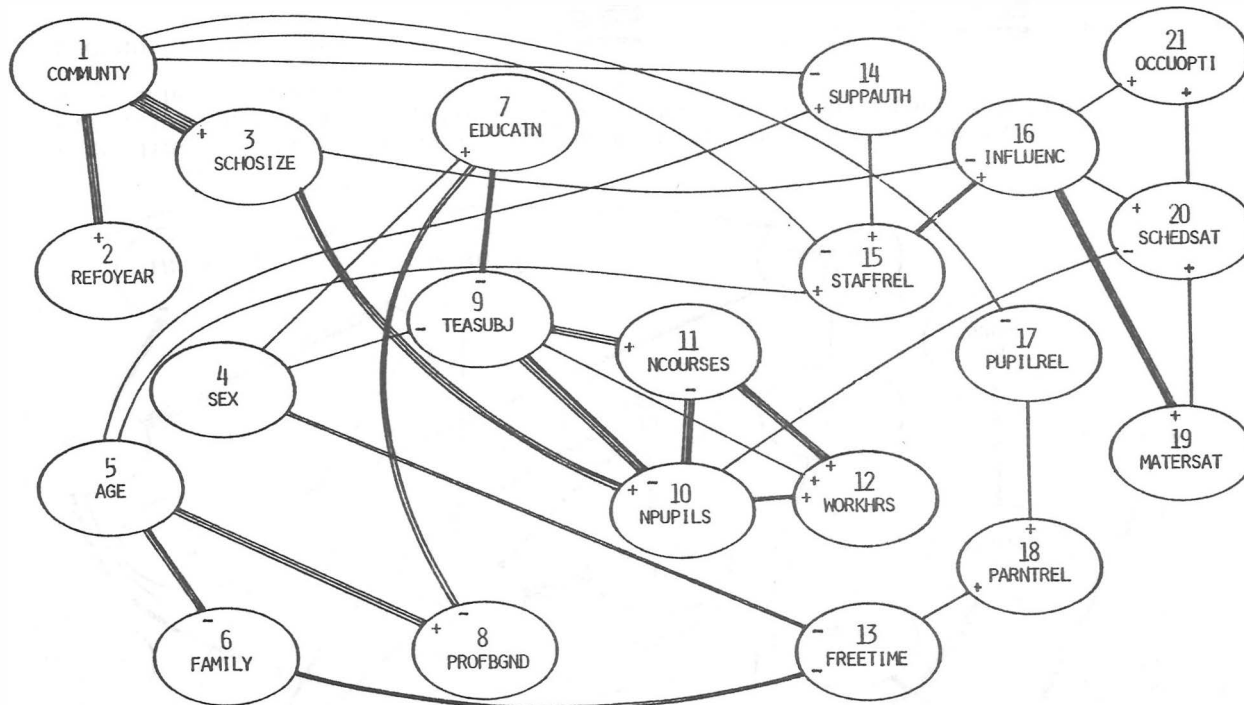 1
COMMUNTY
+
2
REFOYEAR
+
3
SCHOSIZE
4
SEX
5
AGE
-
6
FAMILY
7
EDUCATN
+
-
+
8
PROFBGND
-
-
9
TEASUBJ
+
-
10
NPUPILS
+
11
NCOURSES
-
+
+
+
12
WORKHRS
-
13
FREETIME
-
-
14
SUPPAUTH
+
+
-
15
STAFFREL
+
16
INFLUENC
-
+
-
17
PUPILREL
+
18
PARNTREL
+
+
19
MATERSAT
+
20
SCHEDSAT
-
+
21
OCCUOPTI
+
+